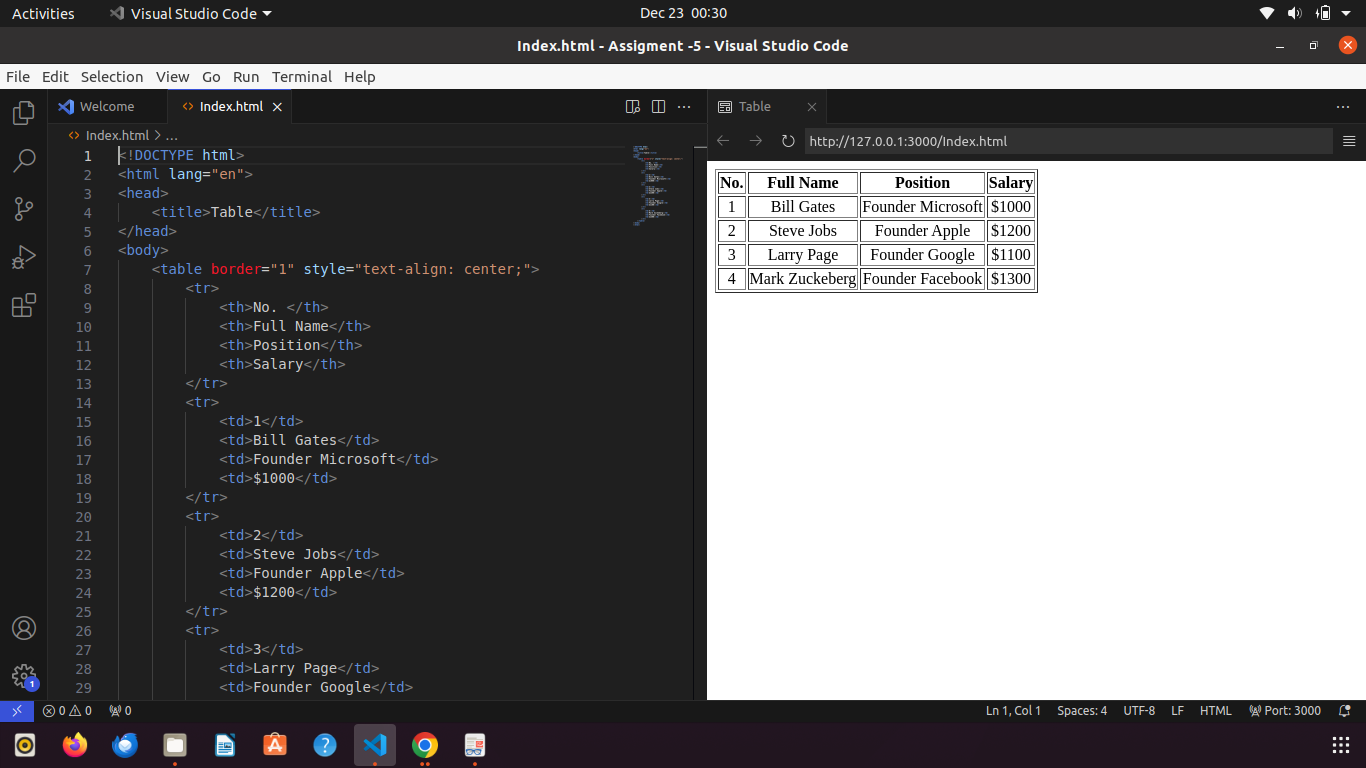 Activities Visual Studio Code Dec 23 00:30
Index.html - Assigment -5 - Visual Studio Code
File Edit Selection View Go Run Terminal Help
Welcome Index.html
Index.html > ...
1 <!DOCTYPE html>
2 <html lang="en">
3 <head>
4 <title>Table</title>
5 </head>
6 <body>
7 <table border="1" style="text-align: center;">
8 <tr>
9 <th>No. </th>
10 <th>Full Name</th>
11 <th>Position</th>
12 <th>Salary</th>
13 </tr>
14 <tr>
15 <td>1</td>
16 <td>Bill Gates</td>
17 <td>Founder Microsoft</td>
18 <td>$1000</td>
19 </tr>
20 <tr>
21 <td>2</td>
22 <td>Steve Jobs</td>
23 <td>Founder Apple</td>
24 <td>$1200</td>
25 </tr>
26 <tr>
27 <td>3</td>
28 <td>Larry Page</td>
29 <td>Founder Google</td>
Table
http://127.0.0.1:3000/Index.html
No. Full Name Position Salary
1 Bill Gates Founder Microsoft $1000
2 Steve Jobs Founder Apple $1200
3 Larry Page Founder Google $1100
4 Mark Zuckeberg Founder Facebook $1300
1
0 0 0 Ln 1, Col 1 Spaces: 4 UTF-8 LF HTML Port: 3000